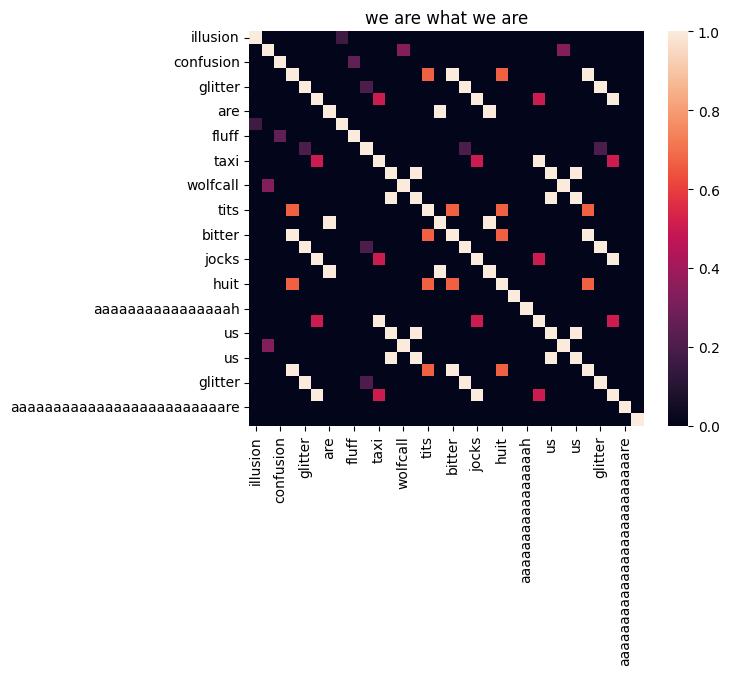 we are what we are
illusion
confusion
glitter
are
fluff
taxi
wolfcall
tits
bitter
jocks
huit
aaaaaaaaaaaaaaaah
us
us
glitter
aaaaaaaaaaaaaaaaaaaaaaaaaare
1.0
0.8
0.6
0.4
0.2
0.0
illusion
confusion
glitter
are
fluff
taxi
wolfcall
tits
bitter
jocks
huit
aaaaaaaaaaaaaaaah
us
us
glitter
aaaaaaaaaaaaaaaaaaaaaaaaaare